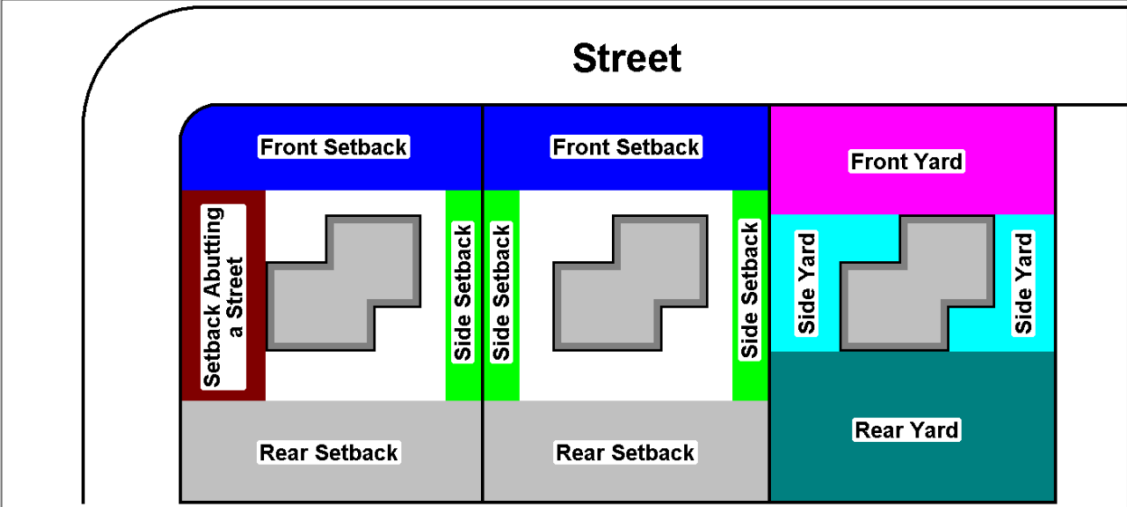 Street
Front Setback
Front Setback
Front Yard
Setback Abutting
a Street
Side Setback
Side Setback
Side Setback
Side Yard
Side Yard
Rear Setback
Rear Setback
Rear Yard